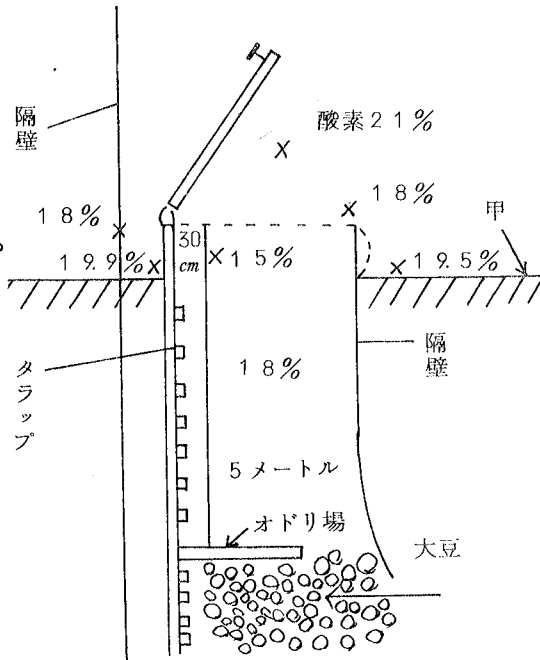 酸素21%
隔壁
18%
18%
甲
30
cm
15%
19.9%
19.5%
タラップ
18%
隔壁
5メートル
オドリ場
大豆